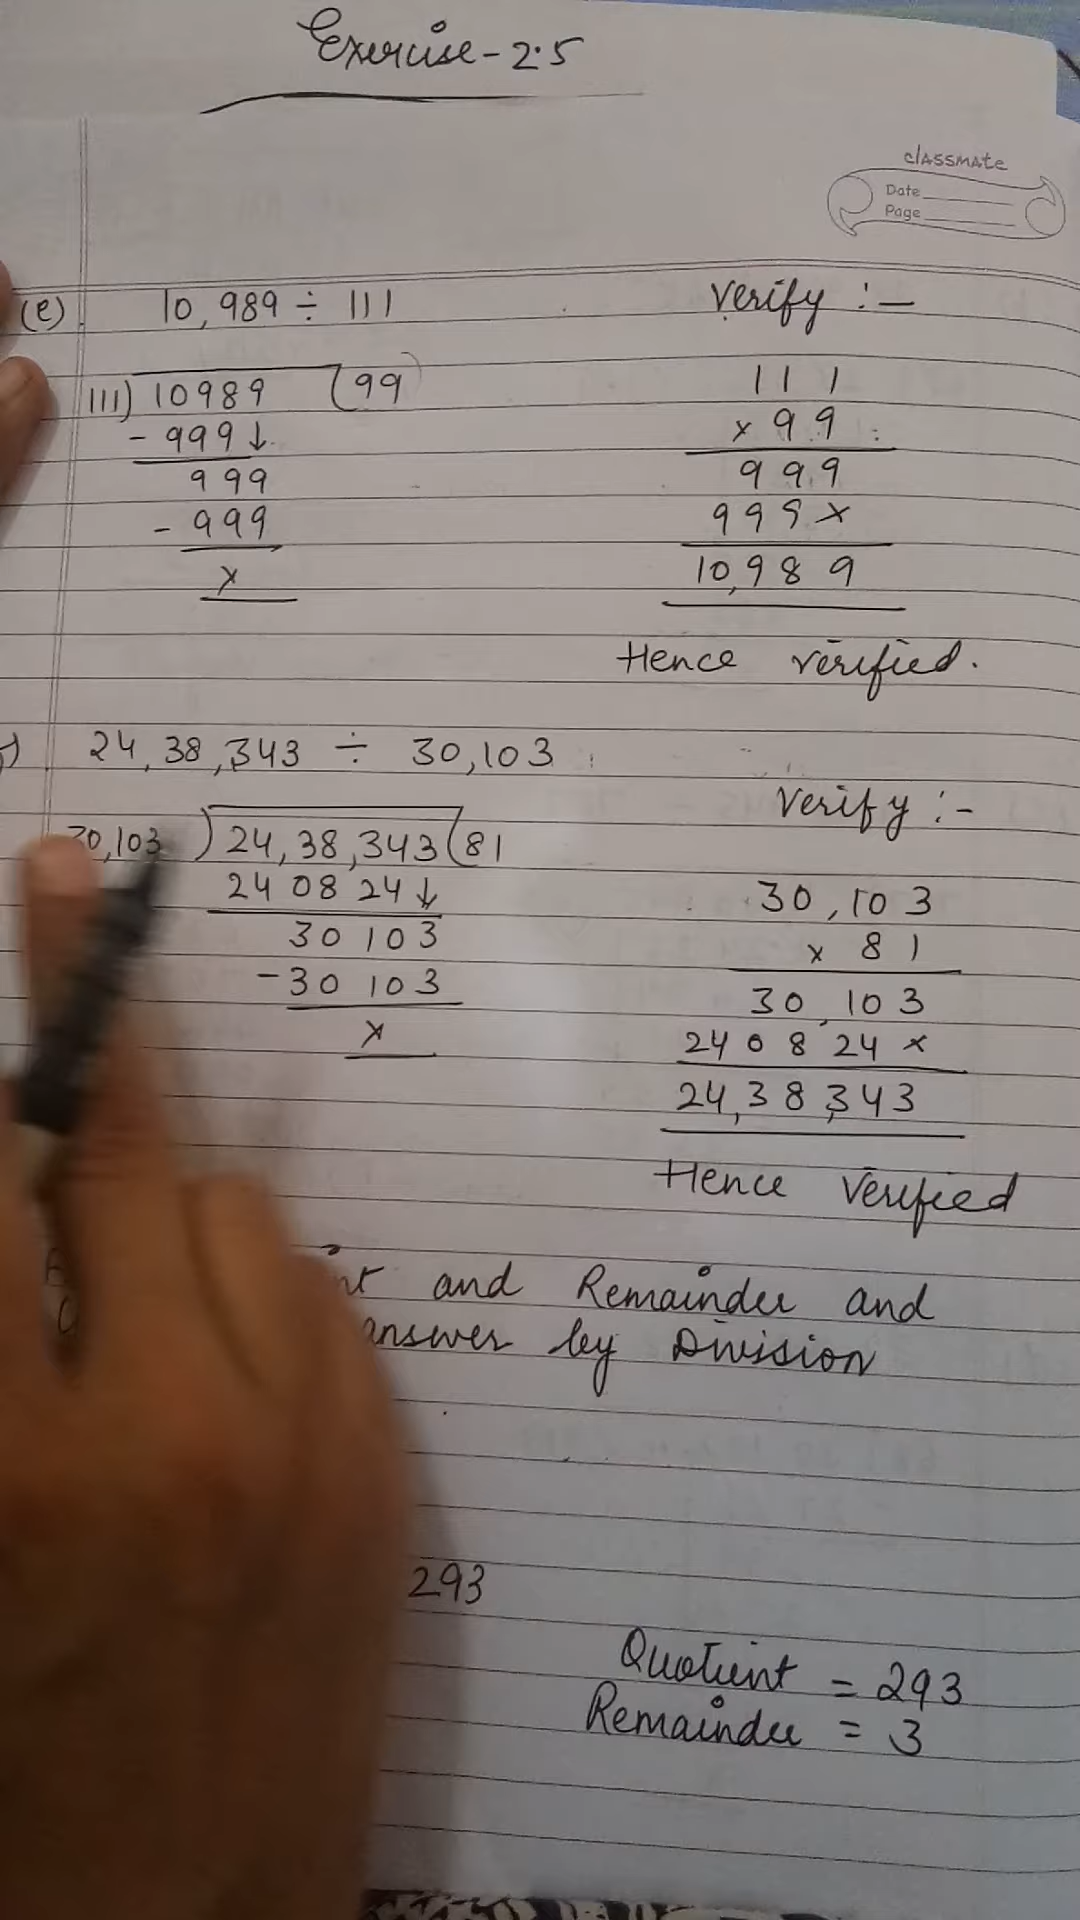 Exercise - 2.5
classmate
Date
Page
(e) 10,989 ÷ 111
111) 10989 (99
- 999↓
999
- 999
x
Verify :-
111
x 99
999
999x
10,989
Hence verified.
24,38,343 ÷ 30,103
30,103 ) 24,38,343 (81
24 08 24↓
30 103
-30 103
x
Verify :-
30,103
x 81
30,103
24 0 8 24 x
24,38,343
Hence Verified
and Remainder and
answer by Division
293
Quotient = 293
Remainder = 3